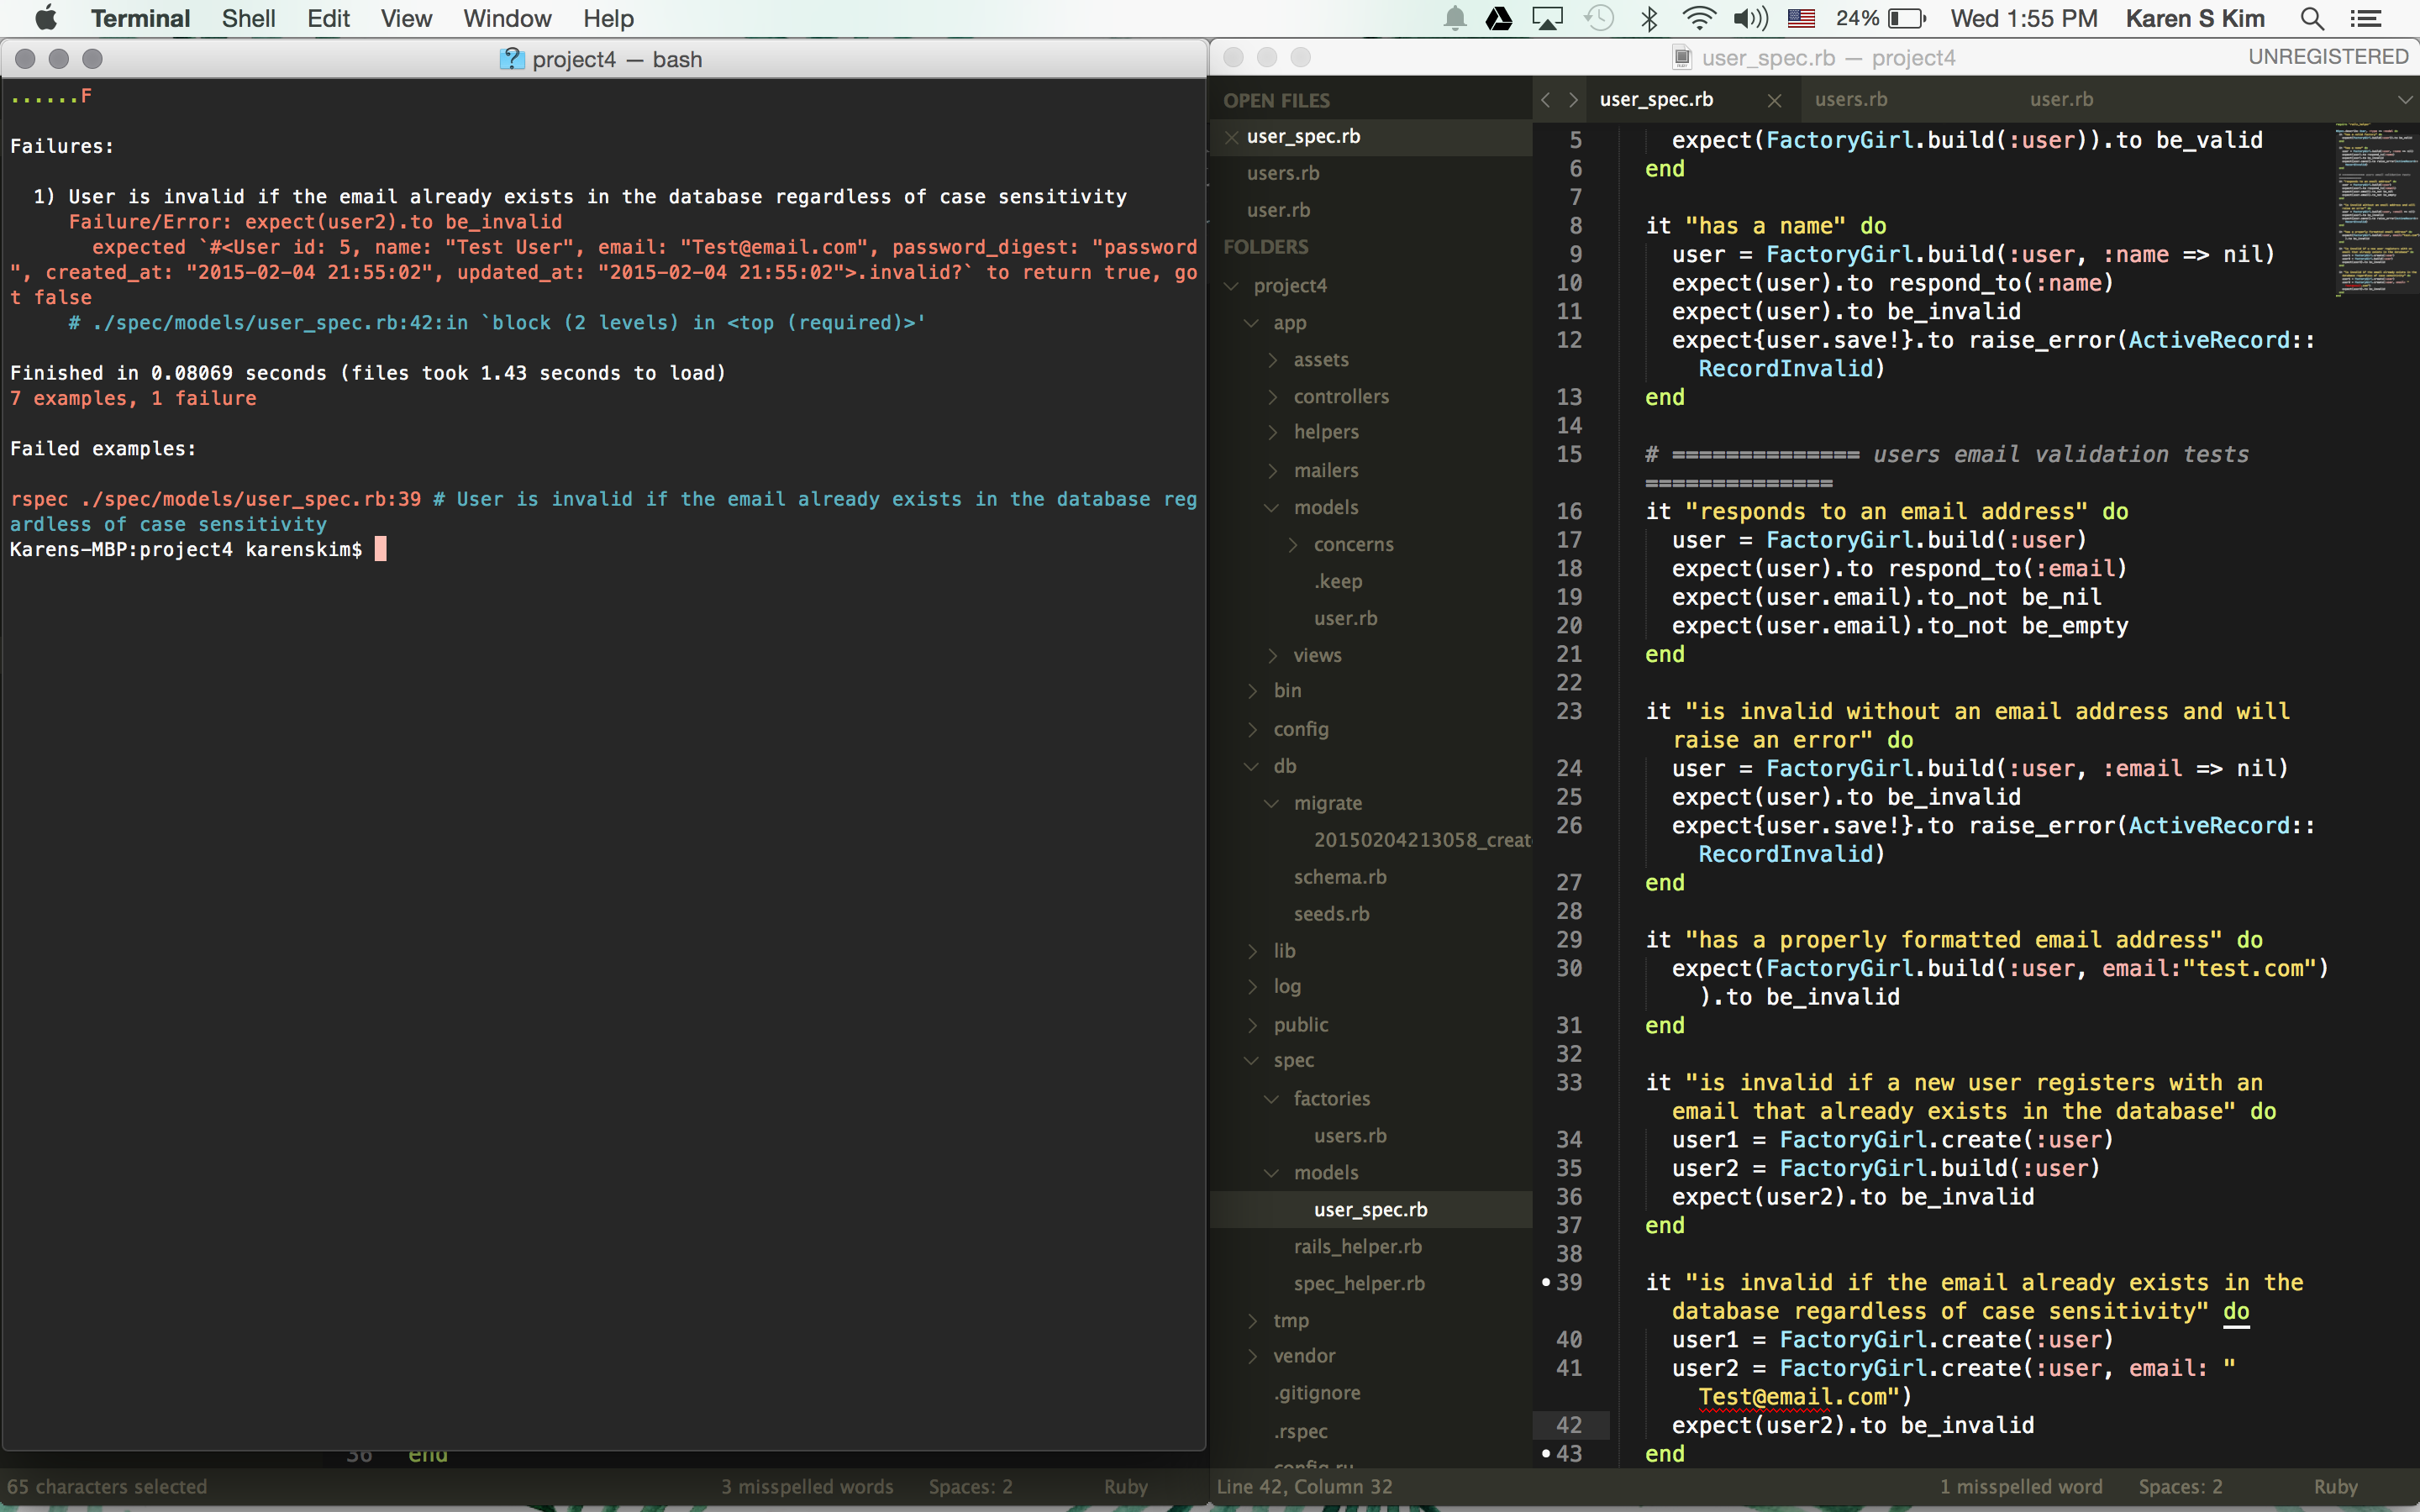 Terminal Shell Edit View Window Help 24% Wed 1:55 PM Karen S Kim
project4 — bash
......F
Failures:
1) User is invalid if the email already exists in the database regardless of case sensitivity
Failure/Error: expect(user2).to be_invalid
expected `#<User id: 5, name: "Test User", email: "Test@email.com", password_digest: "password
", created_at: "2015-02-04 21:55:02", updated_at: "2015-02-04 21:55:02">.invalid?` to return true, go
t false
# ./spec/models/user_spec.rb:42:in `block (2 levels) in <top (required)>'
Finished in 0.08069 seconds (files took 1.43 seconds to load)
7 examples, 1 failure
Failed examples:
rspec ./spec/models/user_spec.rb:39 # User is invalid if the email already exists in the database reg
ardless of case sensitivity
Karens-MBP:project4 karenskim$
36 end
65 characters selected 3 misspelled words Spaces: 2 Ruby
user_spec.rb — project4 UNREGISTERED
OPEN FILES
user_spec.rb
users.rb
user.rb
FOLDERS
project4
app
assets
controllers
helpers
mailers
models
concerns
.keep
user.rb
views
bin
config
db
migrate
20150204213058_creat
schema.rb
seeds.rb
lib
log
public
spec
factories
users.rb
models
user_spec.rb
rails_helper.rb
spec_helper.rb
tmp
vendor
.gitignore
.rspec
config.ru
user_spec.rb users.rb user.rb
5 expect(FactoryGirl.build(:user)).to be_valid
6 end
7
8 it "has a name" do
9 user = FactoryGirl.build(:user, :name => nil)
10 expect(user).to respond_to(:name)
11 expect(user).to be_invalid
12 expect{user.save!}.to raise_error(ActiveRecord::
RecordInvalid)
13 end
14
15 # ============== users email validation tests
==============
16 it "responds to an email address" do
17 user = FactoryGirl.build(:user)
18 expect(user).to respond_to(:email)
19 expect(user.email).to_not be_nil
20 expect(user.email).to_not be_empty
21 end
22
23 it "is invalid without an email address and will
raise an error" do
24 user = FactoryGirl.build(:user, :email => nil)
25 expect(user).to be_invalid
26 expect{user.save!}.to raise_error(ActiveRecord::
RecordInvalid)
27 end
28
29 it "has a properly formatted email address" do
30 expect(FactoryGirl.build(:user, email:"test.com")
).to be_invalid
31 end
32
33 it "is invalid if a new user registers with an
email that already exists in the database" do
34 user1 = FactoryGirl.create(:user)
35 user2 = FactoryGirl.build(:user)
36 expect(user2).to be_invalid
37 end
38
39 it "is invalid if the email already exists in the
database regardless of case sensitivity" do
40 user1 = FactoryGirl.create(:user)
41 user2 = FactoryGirl.create(:user, email: "
Test@email.com")
42 expect(user2).to be_invalid
43 end
Line 42, Column 32 1 misspelled word Spaces: 2 Ruby